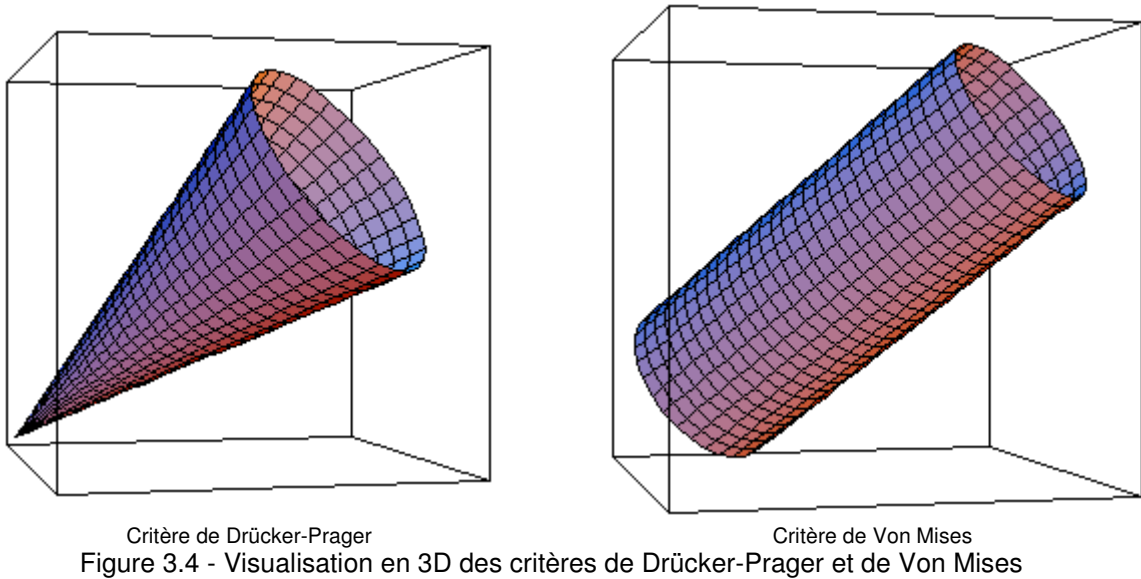 Critère de Drücker-Prager
Critère de Von Mises
Figure 3.4 - Visualisation en 3D des critères de Drücker-Prager et de Von Mises